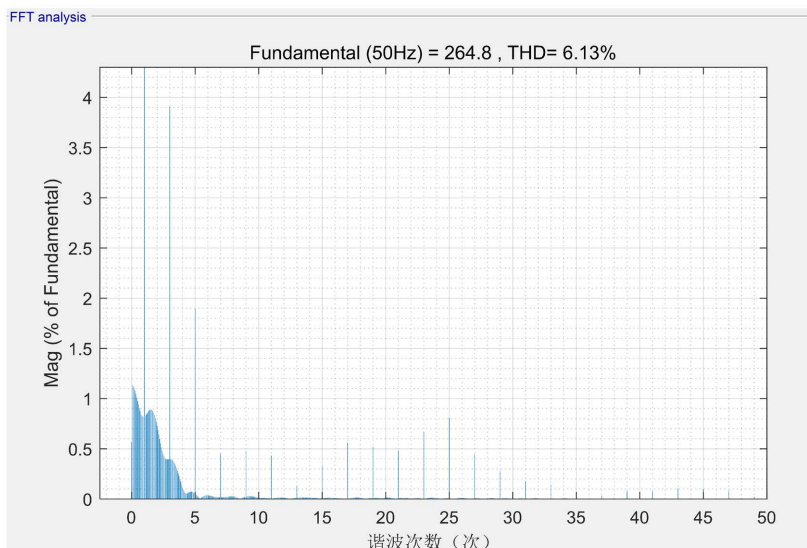 FFT analysis
Fundamental (50Hz) = 264.8 , THD= 6.13%
Mag (% of Fundamental)
4
3.5
3
2.5
2
1.5
1
0.5
0
0 5 10 15 20 25 30 35 40 45 50
谐波次数（次）